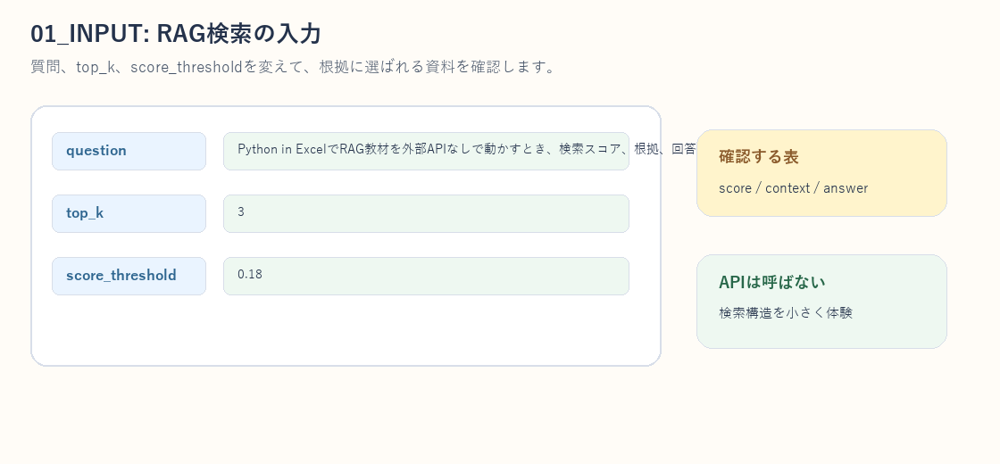 01_INPUT: RAG検索の入力
質問、top_k、score_thresholdを変えて、根拠に選ばれる資料を確認します。
question
Python in ExcelでRAG教材を外部APIなしで動かすとき、検索スコア、根拠、回答
top_k
3
score_threshold
0.18
確認する表
score / context / answer
APIは呼ばない
検索構造を小さく体験